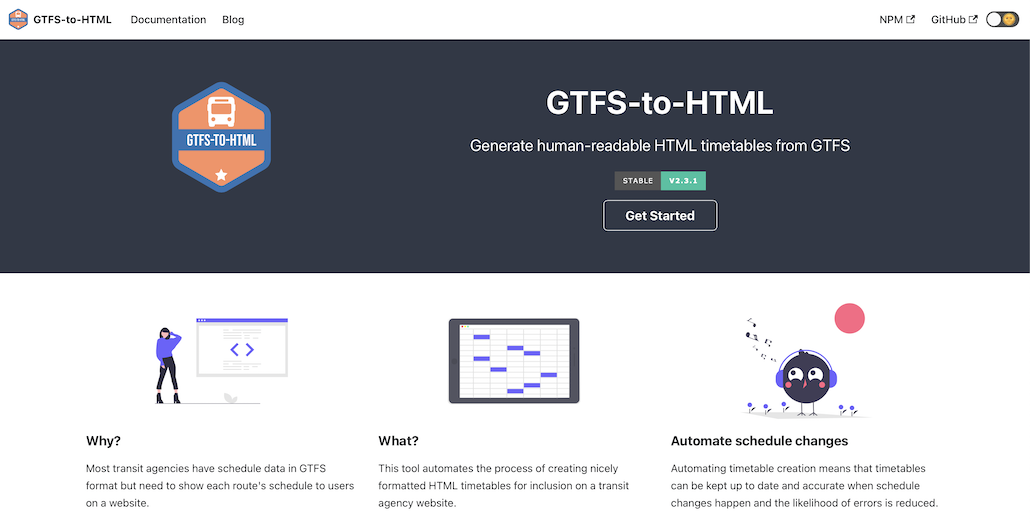 GTFS-TO-HTML
GTFS-to-HTML Documentation Blog NPM GitHub
GTFS-TO-HTML
GTFS-to-HTML
Generate human-readable HTML timetables from GTFS
STABLE V2.3.1
Get Started
Why?
Most transit agencies have schedule data in GTFS
format but need to show each route's schedule to users
on a website.
What?
This tool automates the process of creating nicely
formatted HTML timetables for inclusion on a transit
agency website.
Automate schedule changes
Automating timetable creation means that timetables
can be kept up to date and accurate when schedule
changes happen and the likelihood of errors is reduced.